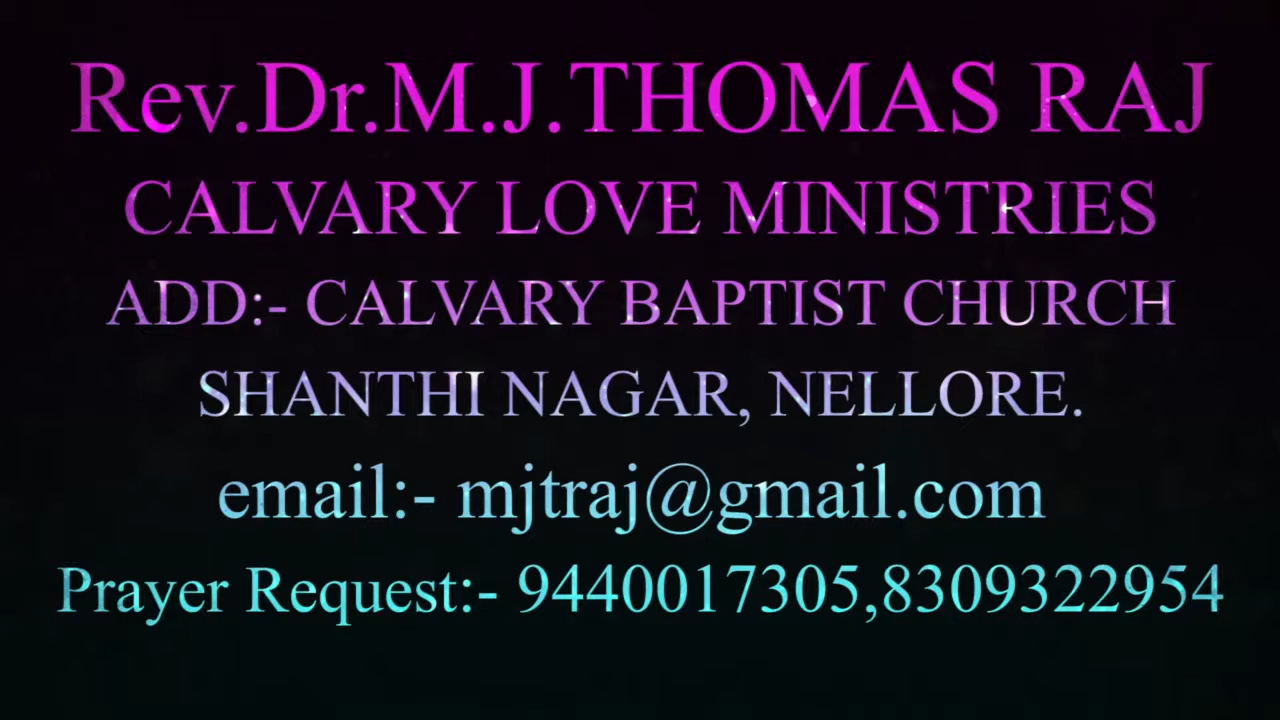 Rev.Dr.M.J.THOMAS RAJ
CALVARY LOVE MINISTRIES
ADD:- CALVARY BAPTIST CHURCH
SHANTHI NAGAR, NELLORE.
email:- mjtraj@gmail.com
Prayer Request:- 9440017305,8309322954